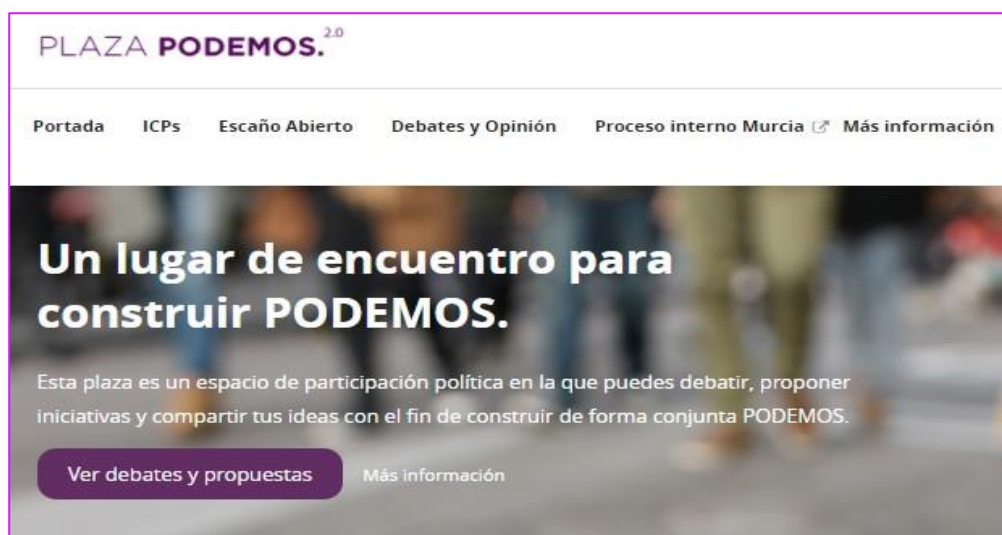 PLAZA PODEMOS. 2.0
Portada ICPs Escaño Abierto Debates y Opinión Proceso interno Murcia Más información
Un lugar de encuentro para
construir PODEMOS.
Esta plaza es un espacio de participación política en la que puedes debatir, proponer
iniciativas y compartir tus ideas con el fin de construir de forma conjunta PODEMOS.
Ver debates y propuestas Más información